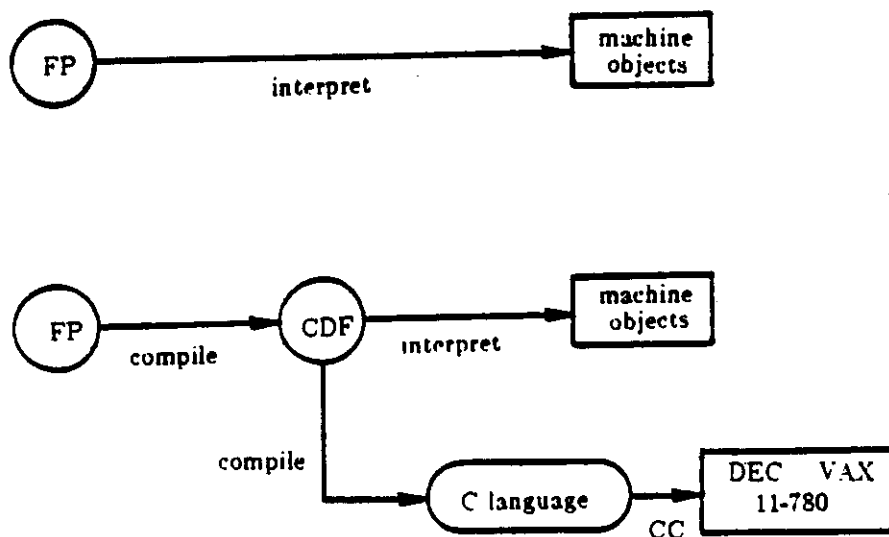 FP
machine
objects
interpret
FP
compile
CDF
interpret
machine
objects
compile
C language
CC
DEC VAX
11-780